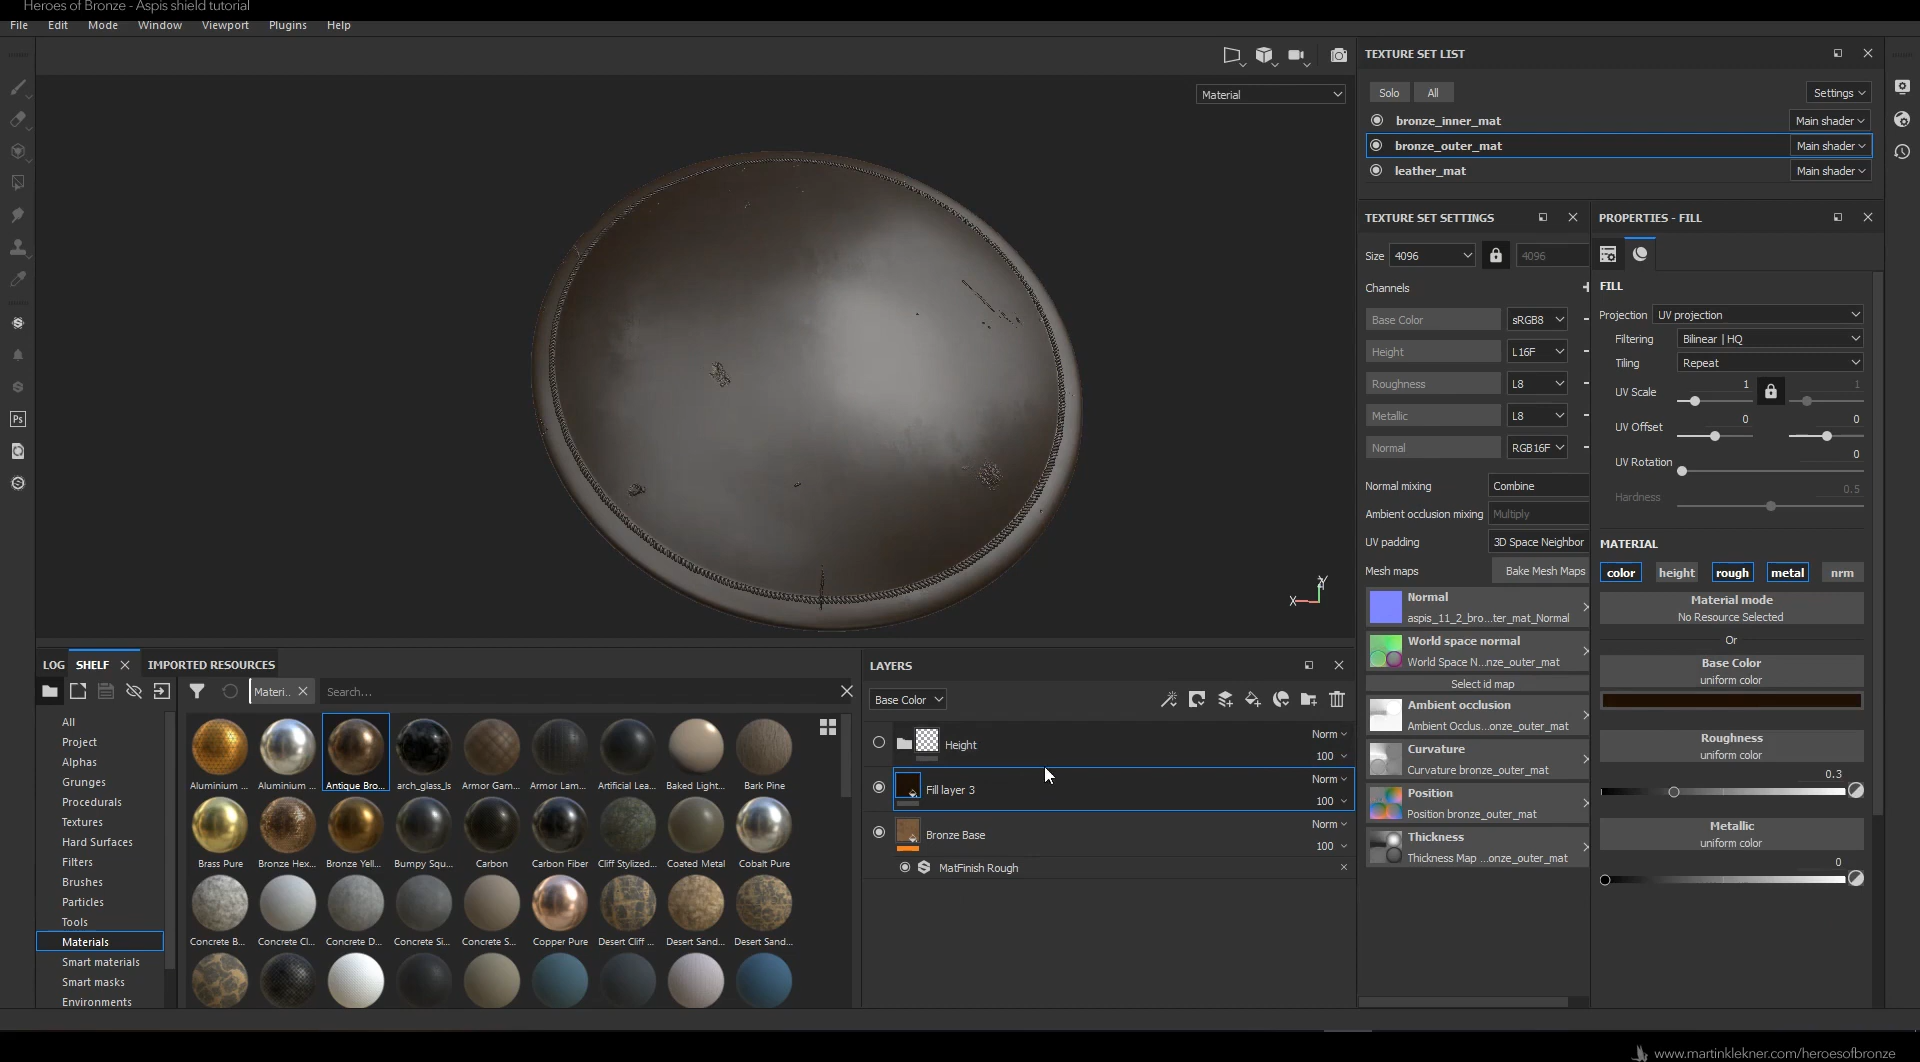 Heroes of Bronze - Aspis shield tutorial
File Edit Mode Window Viewport Plugins Help
Material
TEXTURE SET LIST
Solo All Settings
bronze_inner_mat Main shader
bronze_outer_mat Main shader
leather_mat Main shader
TEXTURE SET SETTINGS
Size 4096 4096
Channels
Base Color sRGB8
Height L16F
Roughness L8
Metallic L8
Normal RGB16F
Normal mixing Combine
Ambient occlusion mixing Multiply
UV padding 3D Space Neighbor
Mesh maps Bake Mesh Maps
Normal
aspis_11_2_bro...ter_mat_Normal
World space normal
World Space N...nze_outer_mat
Select id map
Ambient occlusion
Ambient Occlus...onze_outer_mat
Curvature
Curvature bronze_outer_mat
Position
Position bronze_outer_mat
Thickness
Thickness Map ...onze_outer_mat
PROPERTIES - FILL
FILL
Projection UV projection
Filtering Bilinear | HQ
Tiling Repeat
UV Scale 1 1
UV Offset 0 0
UV Rotation 0
Hardness 0.5
MATERIAL
color height rough metal nrm
Material mode
No Resource Selected
Or
Base Color
uniform color
Roughness
uniform color
0.3
Metallic
uniform color
0
Y
X
LOG SHELF IMPORTED RESOURCES
Materi.. Search...
All
Project
Alphas
Grunges
Procedurals
Textures
Hard Surfaces
Filters
Brushes
Particles
Tools
Materials
Smart materials
Smart masks
Environments
Aluminium ... Aluminium ... Antique Bro... arch_glass_ls Armor Gam... Armor Lam... Artificial Lea... Baked Light... Bark Pine
Brass Pure Bronze Hex... Bronze Yell... Bumpy Squ... Carbon Carbon Fiber Cliff Stylized... Coated Metal Cobalt Pure
Concrete B... Concrete Cl... Concrete D... Concrete Si... Concrete S... Copper Pure Desert Cliff ... Desert Sand... Desert Sand...
LAYERS
Base Color
Height Norm 100
Fill layer 3 Norm 100
Bronze Base Norm 100
MatFinish Rough
Ps
www.martinklekner.com/heroesofbronze